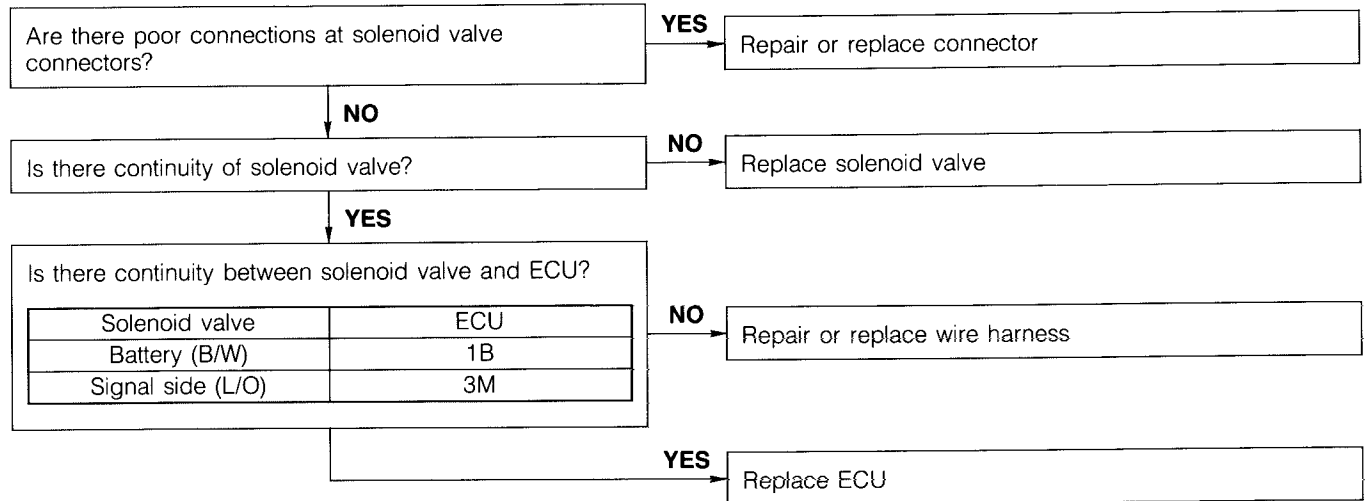 Are there poor connections at solenoid valve
connectors?
YES
Repair or replace connector
NO
Is there continuity of solenoid valve?
NO
Replace solenoid valve
YES
Is there continuity between solenoid valve and ECU?
Solenoid valve ECU
Battery (B/W) 1B
Signal side (L/O) 3M
NO
Repair or replace wire harness
YES
Replace ECU